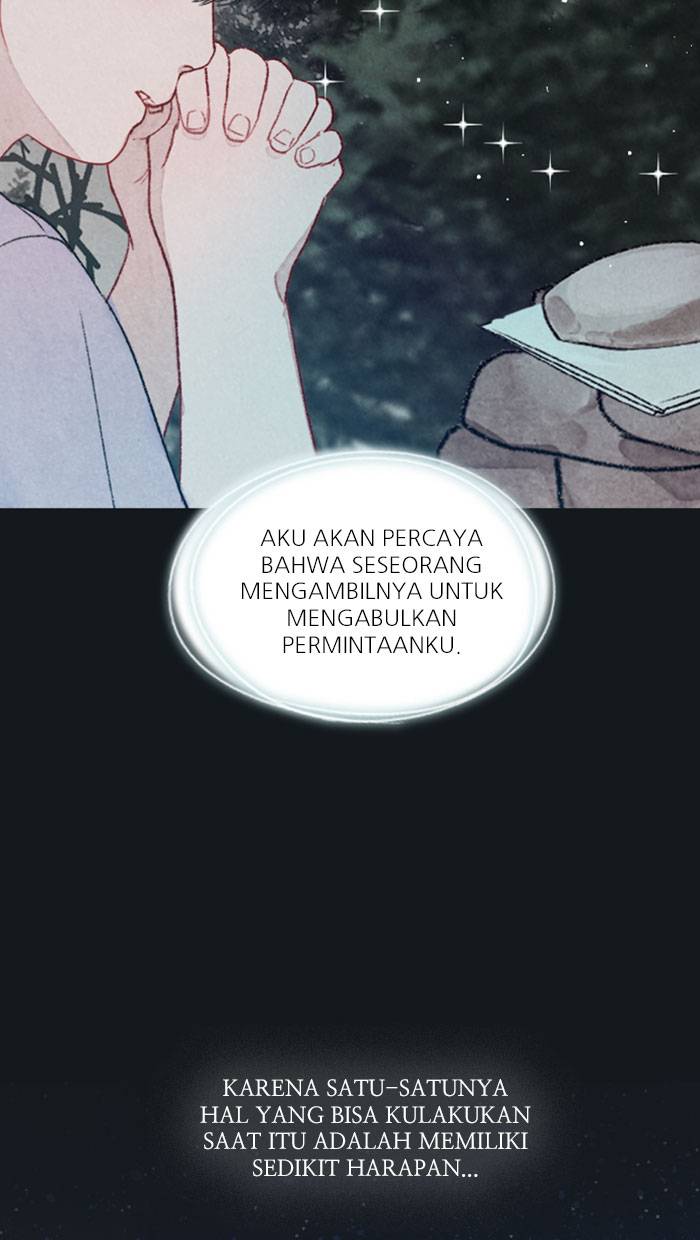 AKU AKAN PERCAYA
BAHWA SESEORANG
MENGAMBILNYA UNTUK
MENGABULKAN
PERMINTAANKU.
KARENA SATU-SATUNYA
HAL YANG BISA KULAKUKAN
SAAT ITU ADALAH MEMILIKI
SEDIKIT HARAPAN...